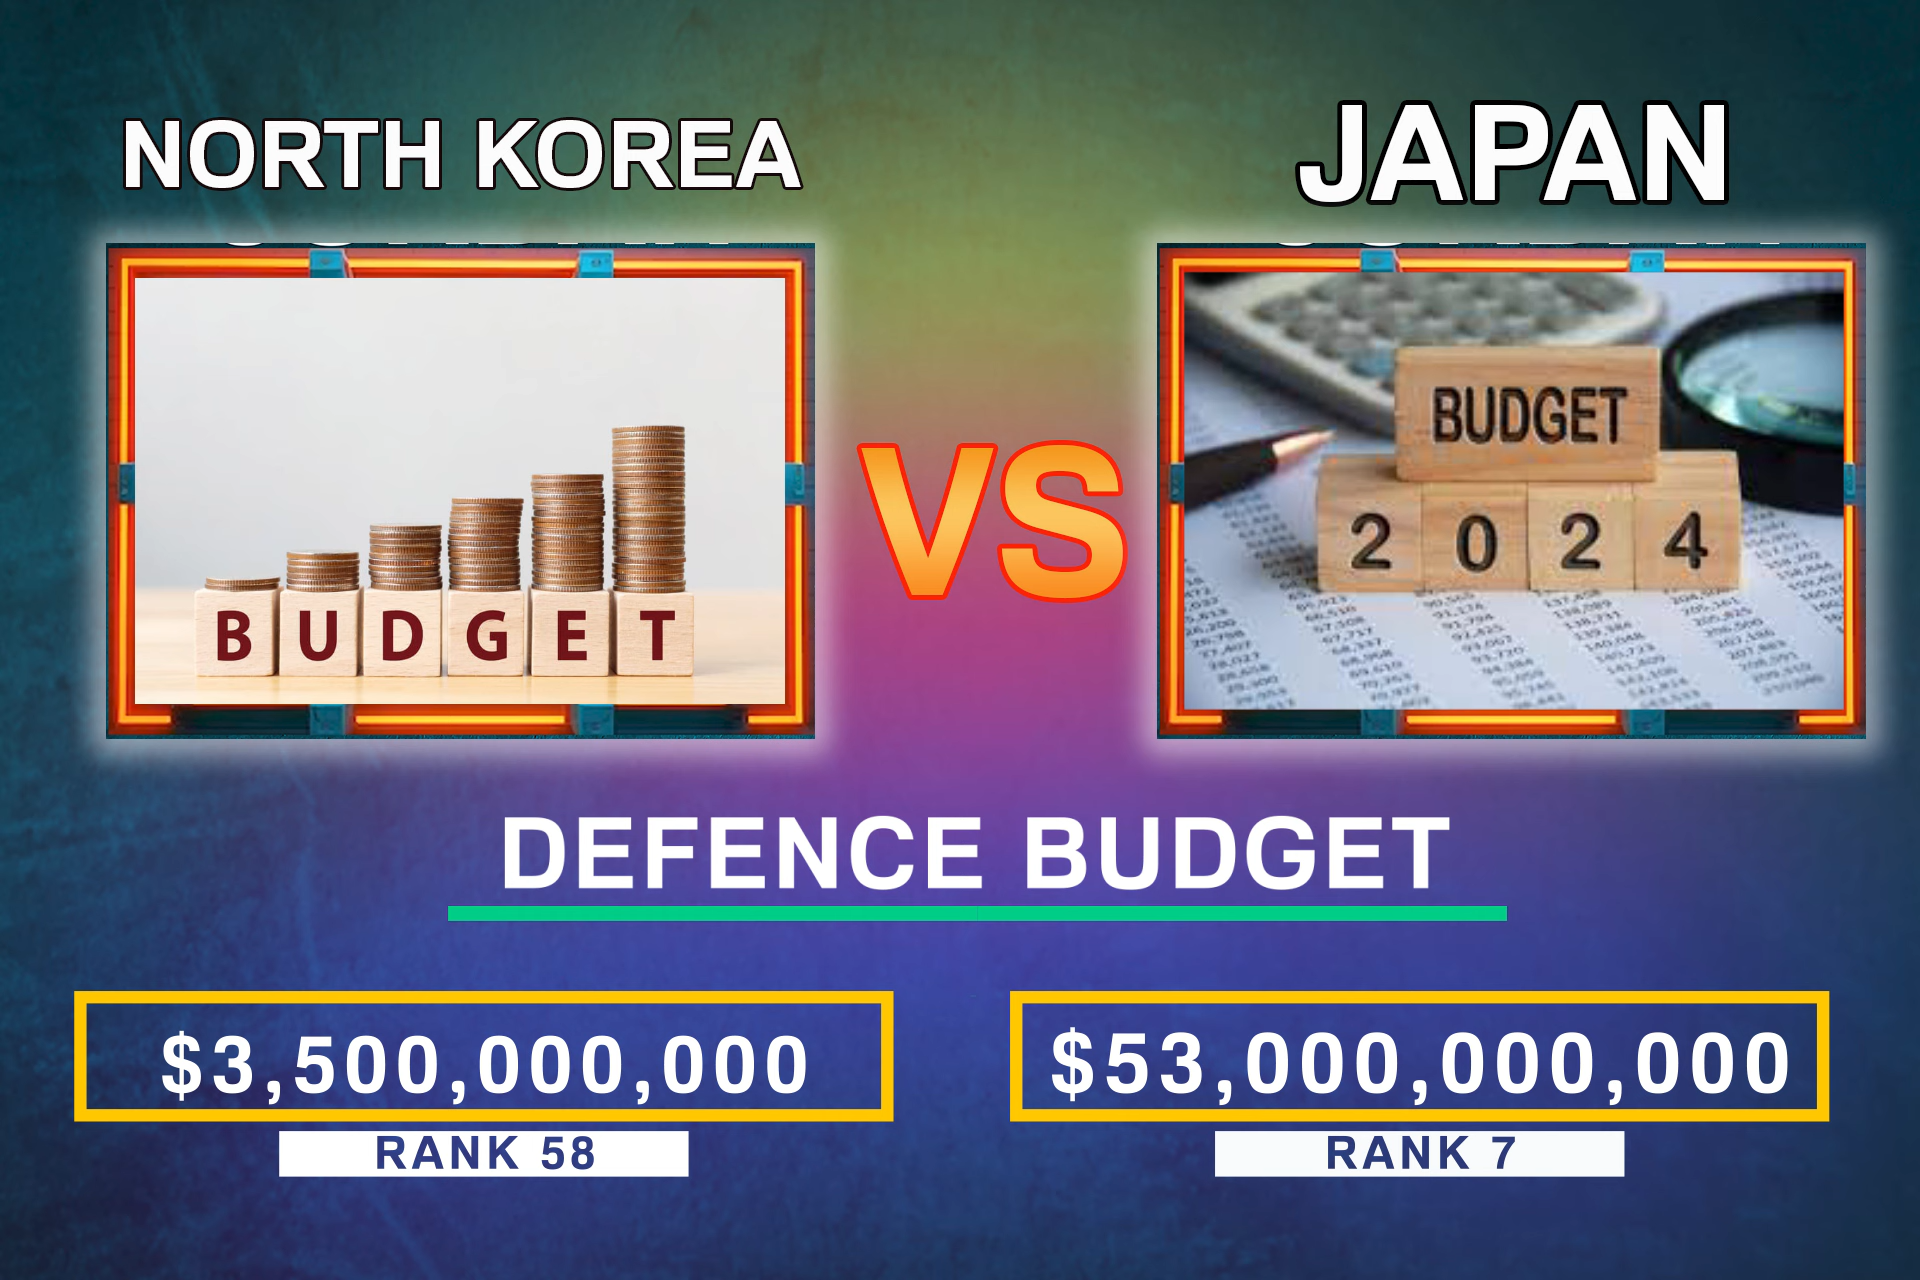 NORTH KOREA
JAPAN
BUDGET
BUDGET
2024
VS
DEFENCE BUDGET
$3,500,000,000
$53,000,000,000
RANK 58
RANK 7